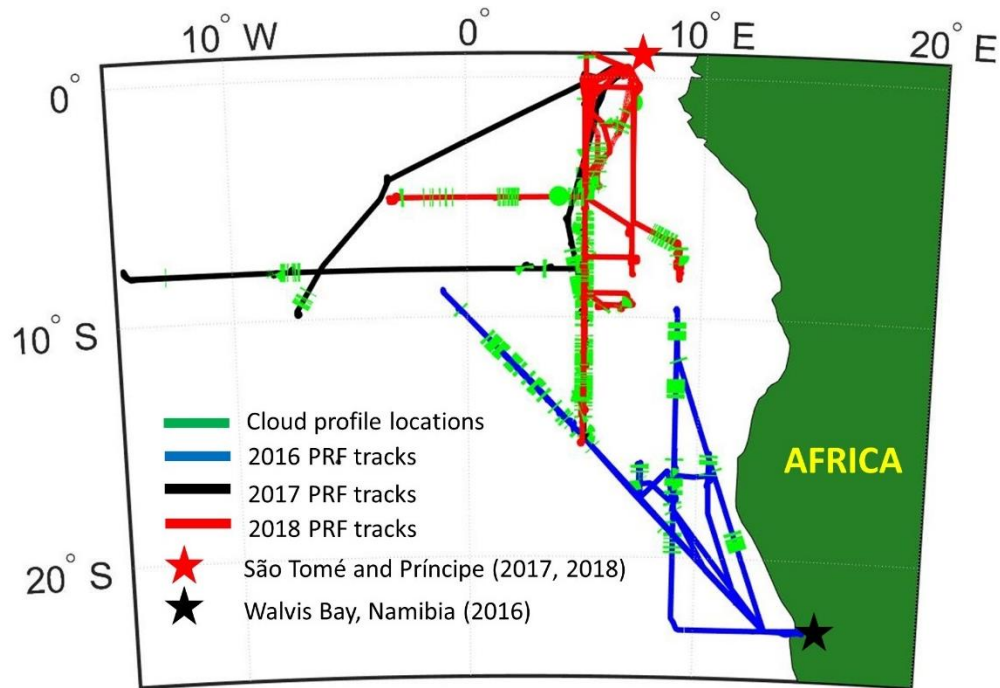 10° W
0°
10° E
20° E
0°
10° S
20° S
Cloud profile locations
2016 PRF tracks
2017 PRF tracks
2018 PRF tracks
São Tomé and Príncipe (2017, 2018)
Walvis Bay, Namibia (2016)
AFRICA